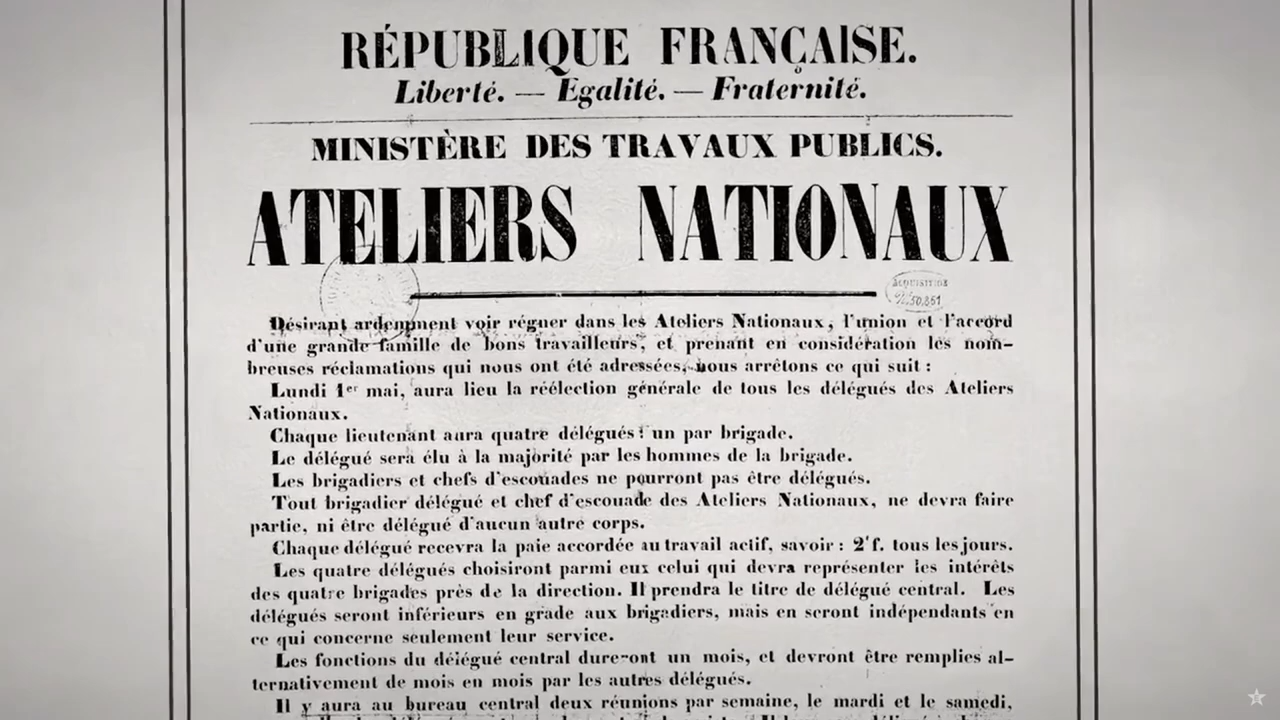 RÉPUBLIQUE FRANÇAISE.
Liberté. — Egalité. — Fraternité.
MINISTÈRE DES TRAVAUX PUBLICS.
ATELIERS NATIONAUX
ACQUISITION
Désirant ardemment voir régner dans les Ateliers Nationaux, l'union et l'accord
d'une grande famille de bons travailleurs, et prenant en considération les nom-
breuses réclamations qui nous ont été adressées, nous arrêtons ce qui suit :
Lundi 1er mai, aura lieu la réélection générale de tous les délégués des Ateliers
Nationaux.
Chaque lieutenant aura quatre délégués : un par brigade.
Le délégué sera élu à la majorité par les hommes de la brigade.
Les brigadiers et chefs d'escouades ne pourront pas être délégués.
Tout brigadier délégué et chef d'escouade des Ateliers Nationaux, ne devra faire
partie, ni être délégué d'aucun autre corps.
Chaque délégué recevra la paie accordée au travail actif, savoir : 2 f. tous les jours.
Les quatre délégués choisiront parmi eux celui qui devra représenter les intérêts
des quatre brigades près de la direction. Il prendra le titre de délégué central. Les
délégués seront inférieurs en grade aux brigadiers, mais en seront indépendants en
ce qui concerne seulement leur service.
Les fonctions du délégué central dureront un mois, et devront être remplies al-
ternativement de mois en mois par les autres délégués.
Il y aura au bureau central deux réunions par semaine, le mardi et le samedi,